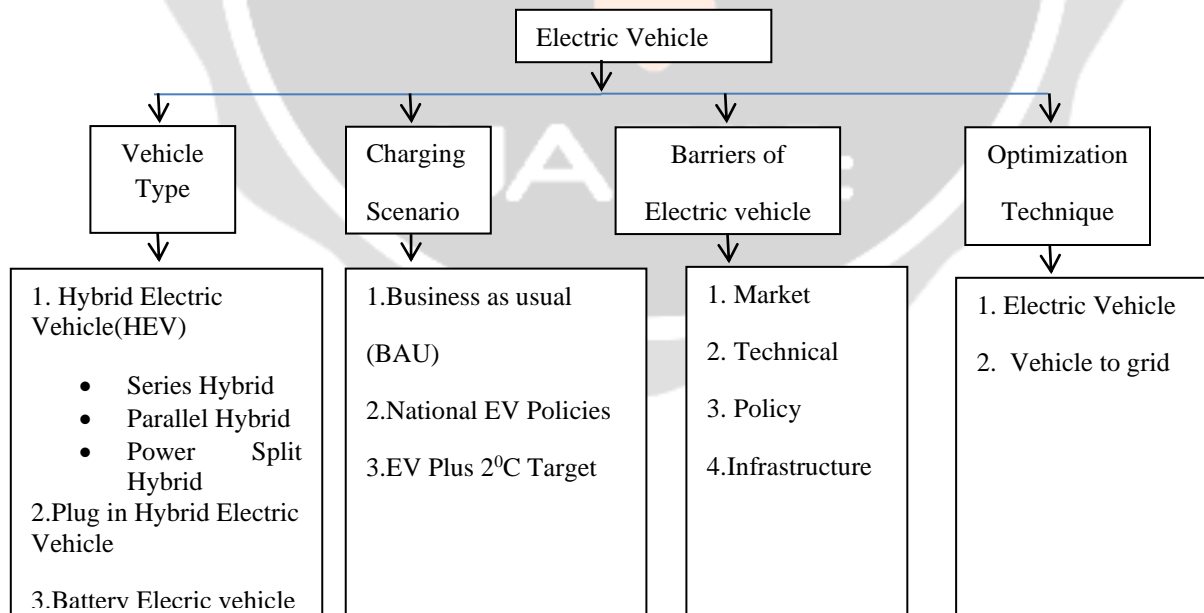 Electric Vehicle
Vehicle
Type
Charging
Scenario
Barriers of
Electric vehicle
Optimization
Technique
1. Hybrid Electric
Vehicle(HEV)
• Series Hybrid
• Parallel Hybrid
• Power Split
Hybrid
2.Plug in Hybrid Electric
Vehicle
3.Battery Elecric vehicle
1.Business as usual
(BAU)
2.National EV Policies
3.EV Plus 2⁰C Target
1. Market
2. Technical
3. Policy
4.Infrastructure
1. Electric Vehicle
2. Vehicle to grid